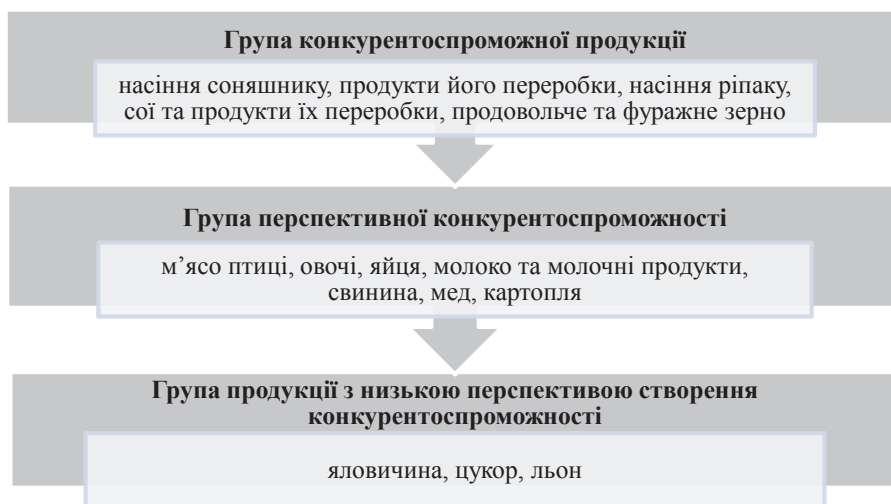 Група конкурентоспроможної продукції
насіння соняшнику, продукти його переробки, насіння ріпаку,
сої та продукти їх переробки, продовольче та фуражне зерно
Група перспективної конкурентоспроможності
м’ясо птиці, овочі, яйця, молоко та молочні продукти,
свинина, мед, картопля
Група продукції з низькою перспективою створення
конкурентоспроможності
яловичина, цукор, льон